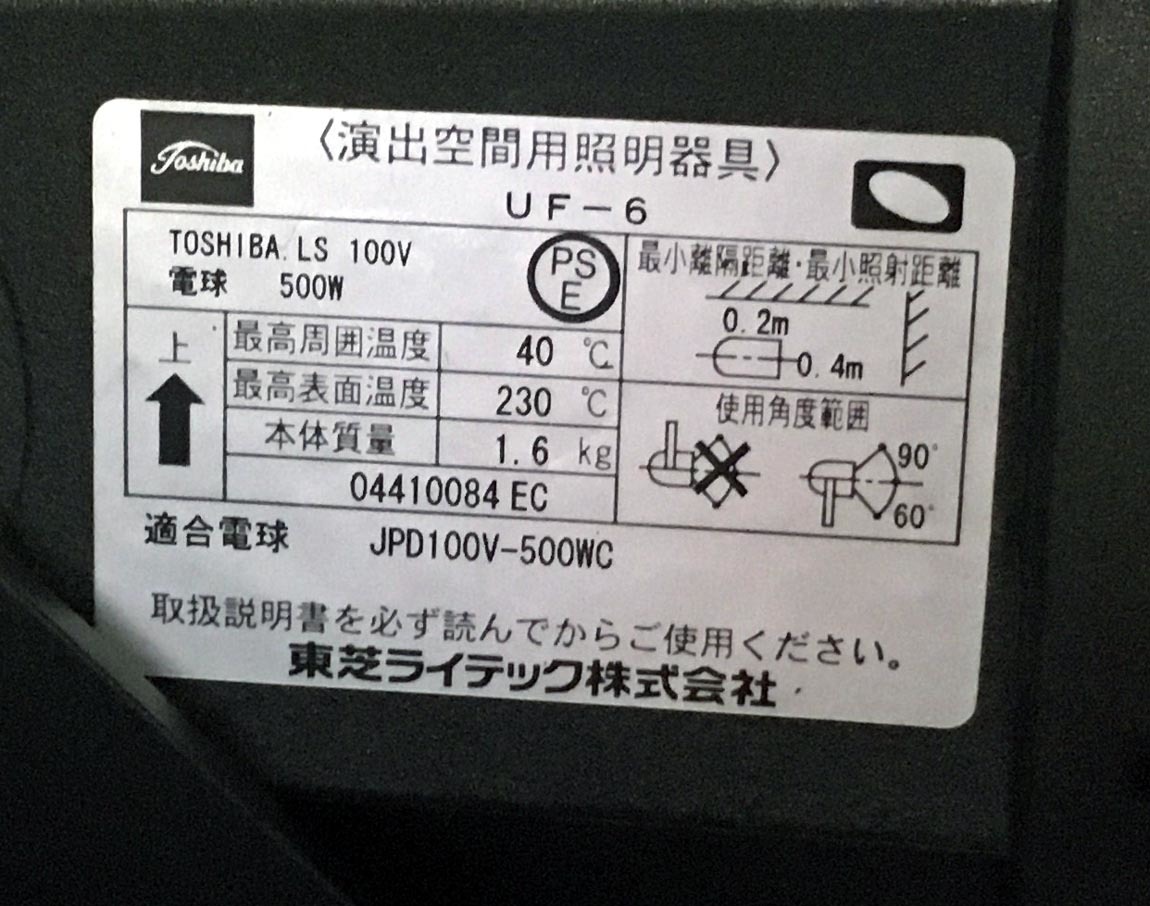 Toshiba
〈演出空間用照明器具〉
UF-6
TOSHIBA LS 100V
電球 500W
PS
E
最小離隔距離・最小照射距離
0.2m
0.4m
上
最高周囲温度 40 ℃
最高表面温度 230 ℃
本体質量 1.6 kg
04410084 EC
使用角度範囲
90°
60°
適合電球 JPD100V-500WC
取扱説明書を必ず読んでからご使用ください。
東芝ライテック株式会社